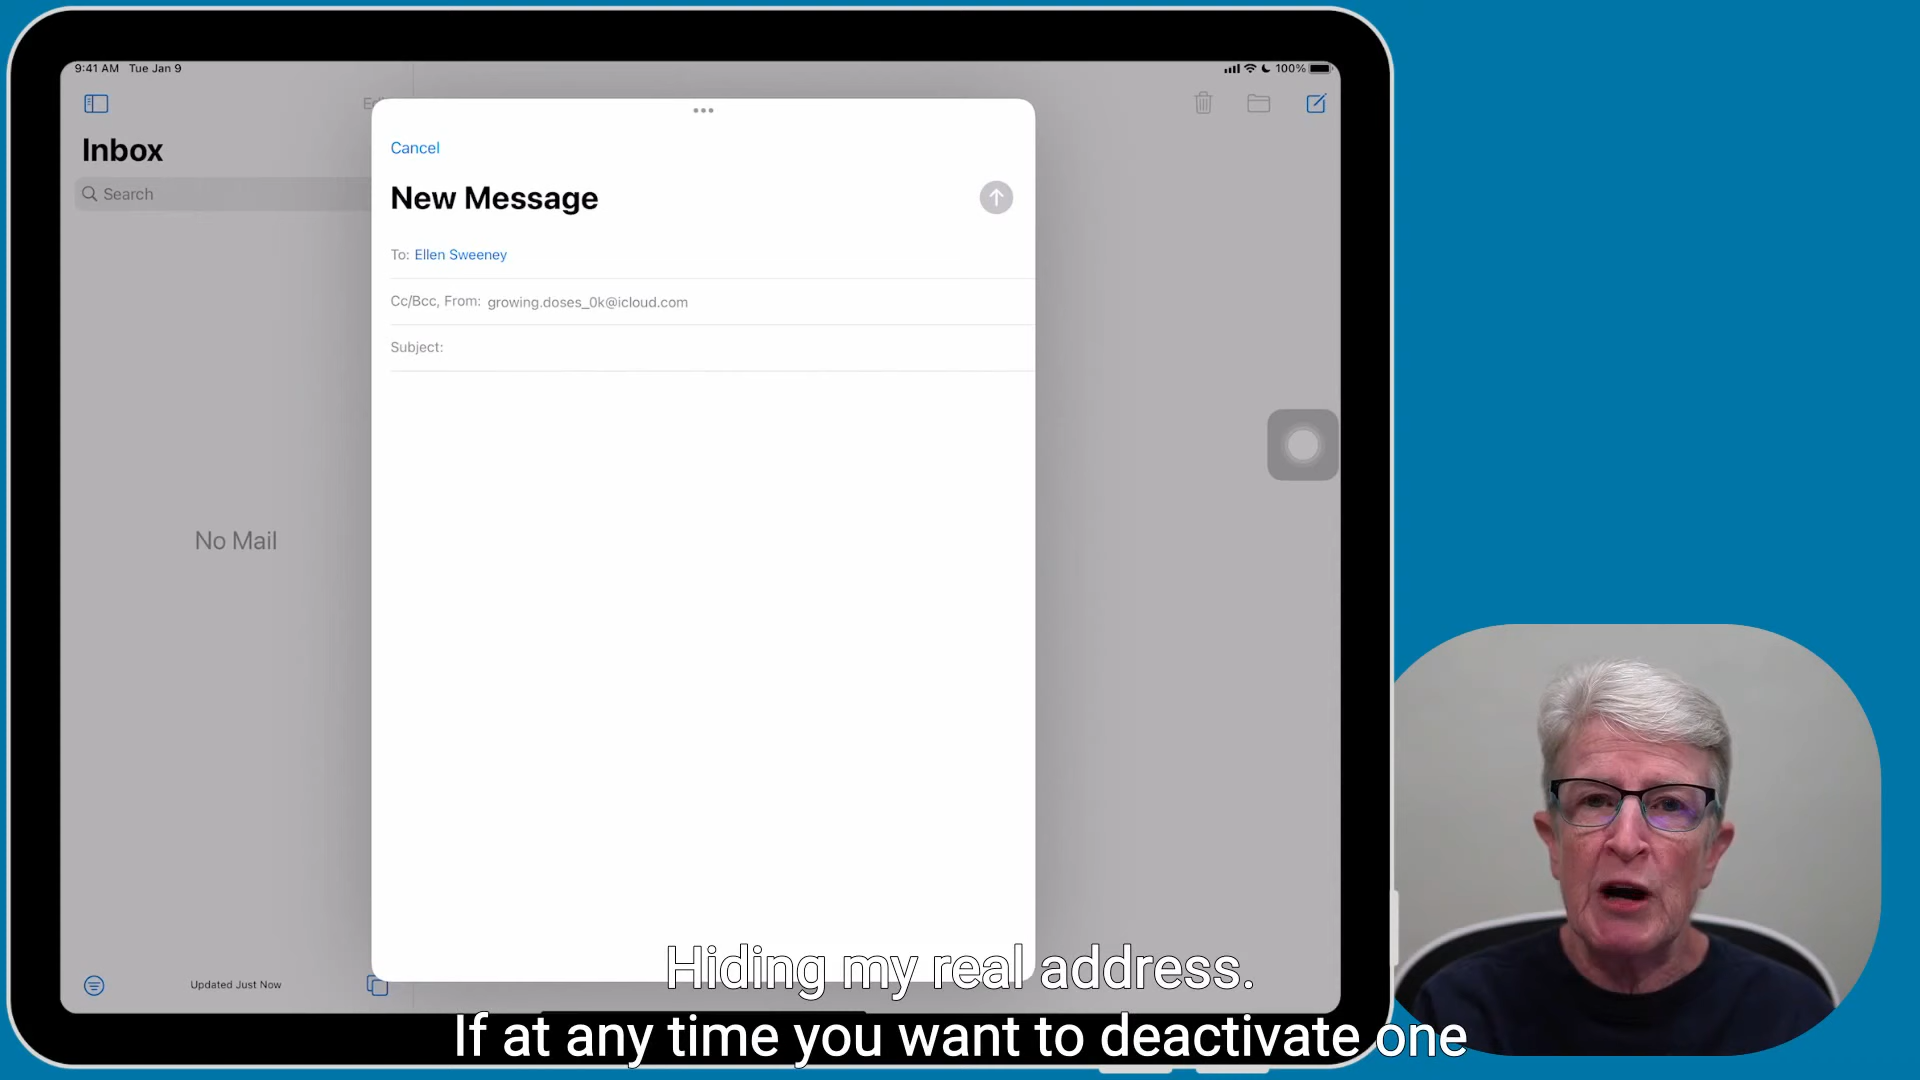 9:41 AM Tue Jan 9
100%
Inbox
Search
No Mail
Updated Just Now
Cancel
New Message
To: Ellen Sweeney
Cc/Bcc, From: growing.doses_0k@icloud.com
Subject:
Hiding my real address.
If at any time you want to deactivate one